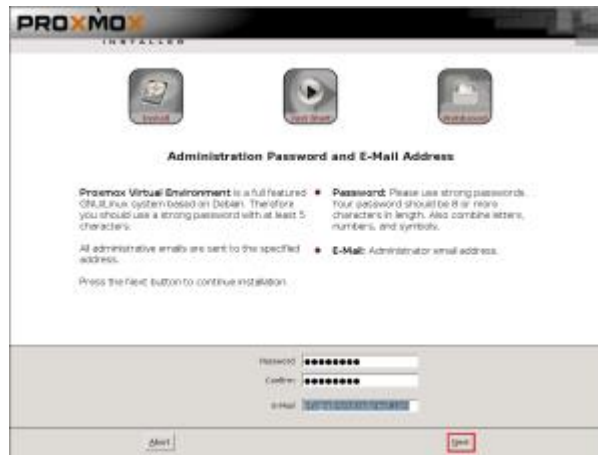 PROXMOX
INSTALLER
Install
Fast Start
Administration Password and E-Mail Address
Proxmox Virtual Environment is a full featured
GNU/Linux system based on Debian. Therefore
you should use a strong password with at least 5
characters.
All administrative emails are sent to the specified
address.
Press the Next button to continue installation.
Password: Please use strong passwords.
Your password should be 8 or more
characters in length. Also combine letters,
numbers, and symbols.
E-Mail: Administrator email address.
Password
Confirm
E-Mail
Abort
Next